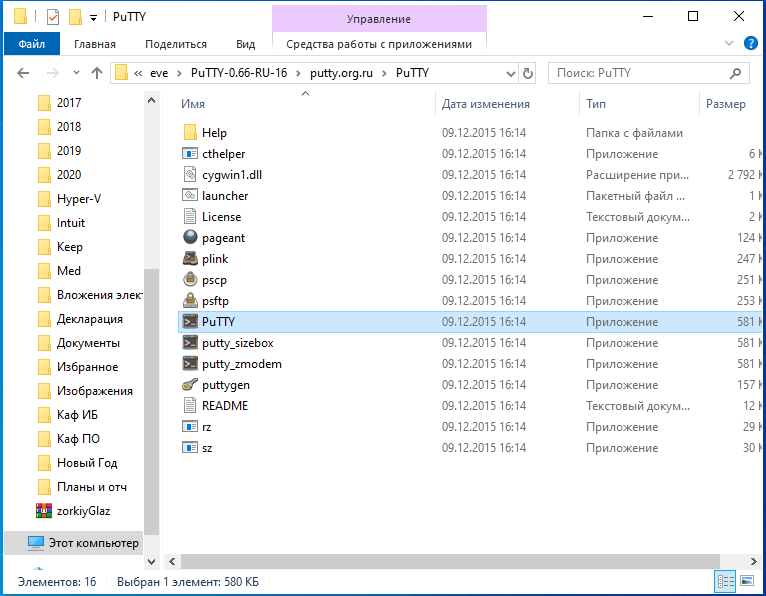 PuTTY
Управление
Файл Главная Поделиться Вид Средства работы с приложениями
« eve > PuTTY-0.66-RU-16 > putty.org.ru > PuTTY Поиск: PuTTY
Имя Дата изменения Тип Размер
2017
2018
2019
2020
Hyper-V
Intuit
Keep
Med
Вложения элект
Декларация
Документы
Избранное
Изображения
Каф ИБ
Каф ПО
Новый Год
Планы и отч
zorkiyGlaz
Этот компьютер
Help 09.12.2015 16:14 Папка с файлами
cthelper 09.12.2015 16:14 Приложение 6 К
cygwin1.dll 09.12.2015 16:14 Расширение при... 2 792 К
launcher 09.12.2015 16:14 Пакетный файл ... 1 К
License 09.12.2015 16:14 Текстовый докум... 2 К
pageant 09.12.2015 16:14 Приложение 124 К
plink 09.12.2015 16:14 Приложение 247 К
pscp 09.12.2015 16:14 Приложение 251 К
psftp 09.12.2015 16:14 Приложение 253 К
PuTTY 09.12.2015 16:14 Приложение 581 К
putty_sizebox 09.12.2015 16:14 Приложение 581 К
putty_zmodem 09.12.2015 16:14 Приложение 581 К
puttygen 09.12.2015 16:14 Приложение 157 К
README 09.12.2015 16:14 Текстовый докум... 12 К
rz 09.12.2015 16:14 Приложение 29 К
sz 09.12.2015 16:14 Приложение 30 К
Элементов: 16 Выбран 1 элемент: 580 КБ